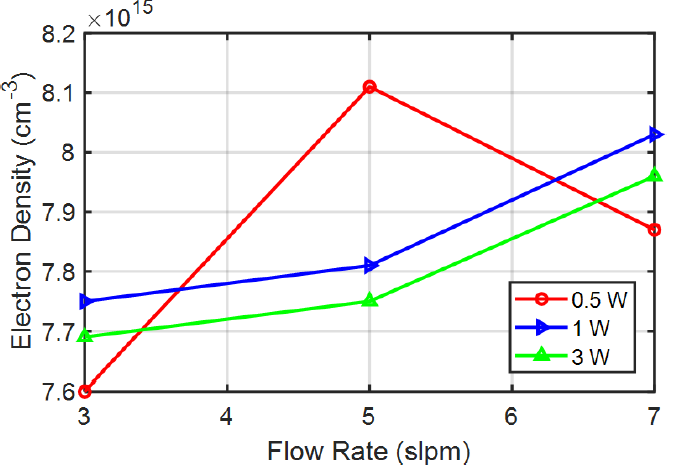 ×10^15
8.2
8.1
8
7.9
7.8
7.7
7.6
Electron Density (cm^-3)
3 4 5 6 7
Flow Rate (slpm)
0.5 W
1 W
3 W